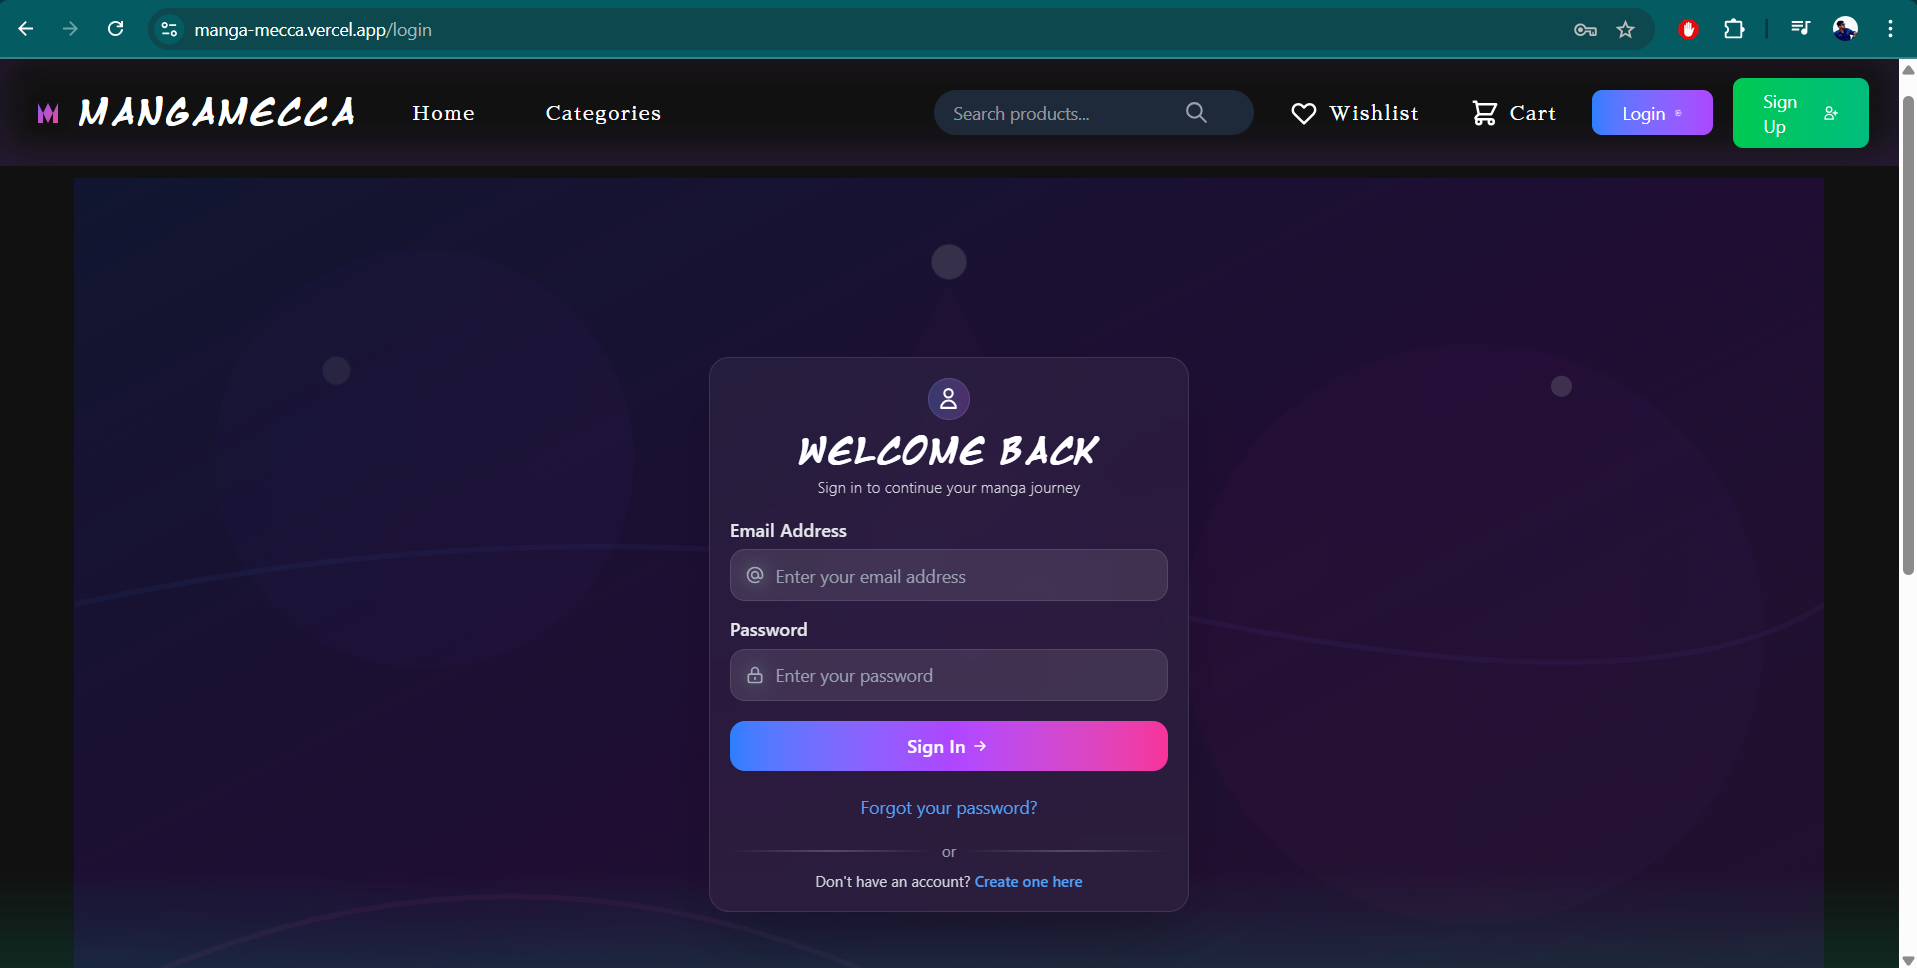 manga-mecca.vercel.app/login
MANGAMECCA
Home
Categories
Search products...
Wishlist
Cart
Login
Sign
Up
WELCOME BACK
Sign in to continue your manga journey
Email Address
Enter your email address
Password
Enter your password
Sign In →
Forgot your password?
or
Don't have an account? Create one here